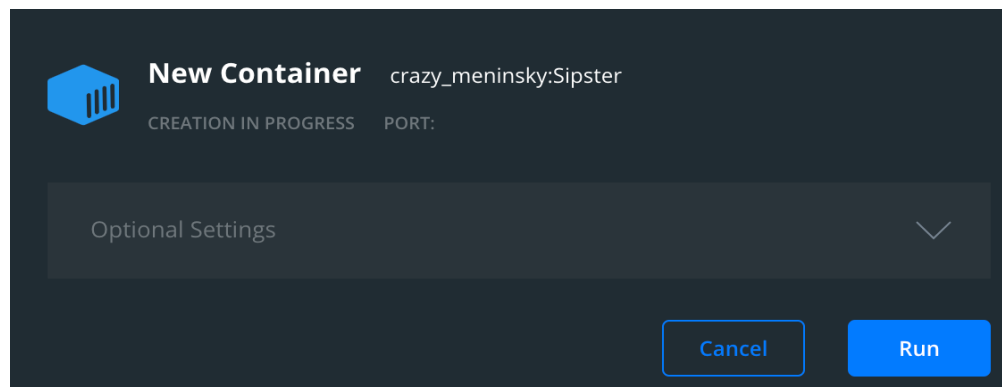 New Container crazy_meninsky:Sipster
CREATION IN PROGRESS PORT:
Optional Settings
Cancel Run